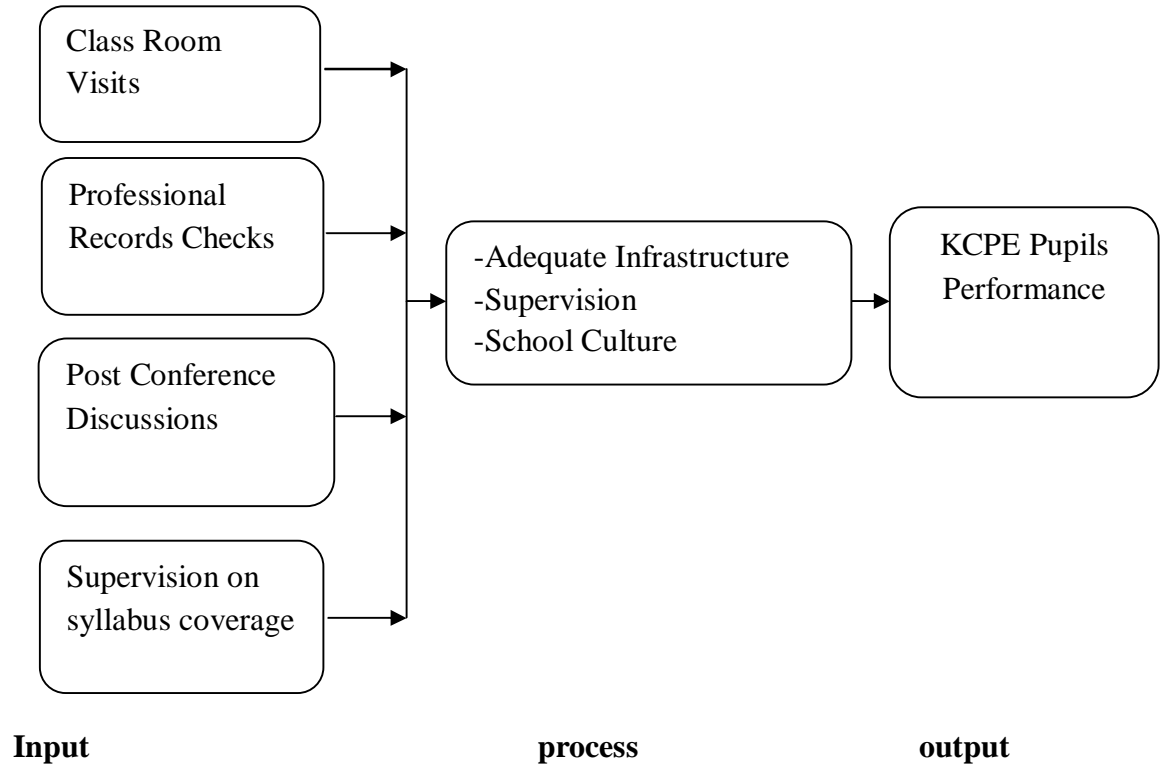 Class Room
Visits
Professional
Records Checks
Post Conference
Discussions
Supervision on
syllabus coverage
-Adequate Infrastructure
-Supervision
-School Culture
KCPE Pupils
Performance
Input process output